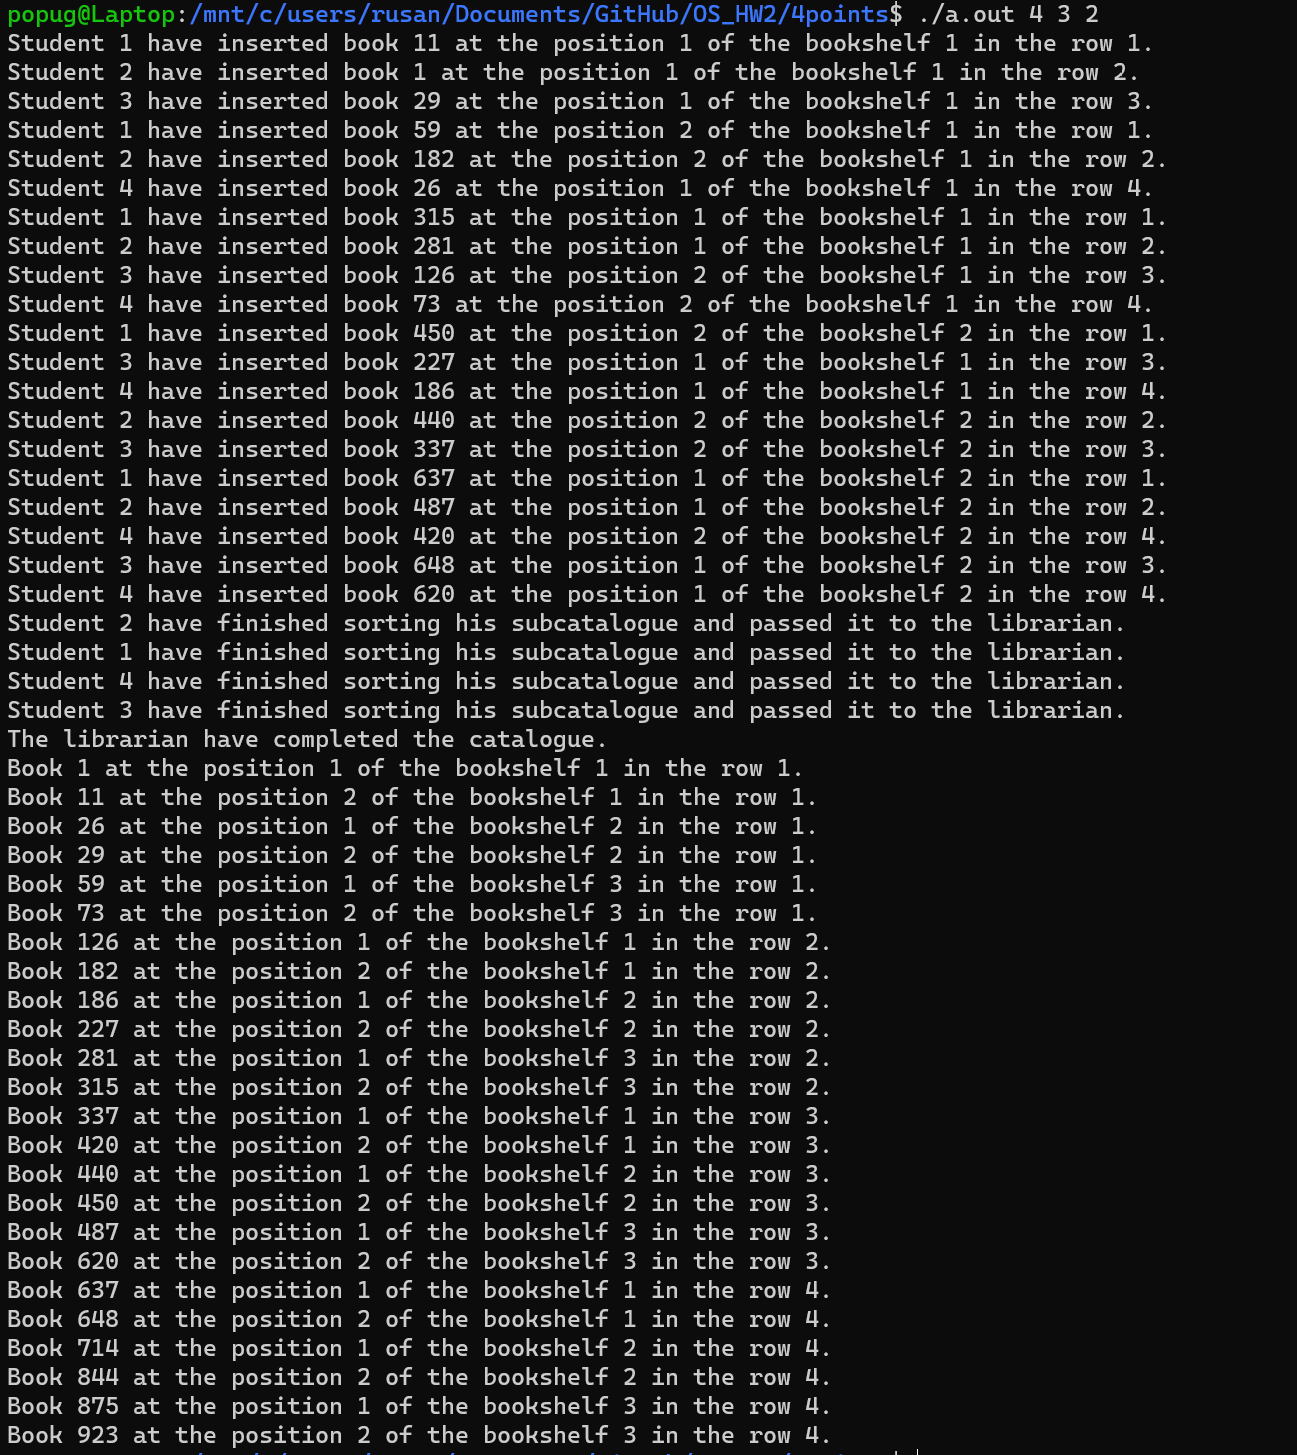 popug@Laptop:/mnt/c/users/rusan/Documents/GitHub/OS_HW2/4points$ ./a.out 4 3 2
Student 1 have inserted book 11 at the position 1 of the bookshelf 1 in the row 1.
Student 2 have inserted book 1 at the position 1 of the bookshelf 1 in the row 2.
Student 3 have inserted book 29 at the position 1 of the bookshelf 1 in the row 3.
Student 1 have inserted book 59 at the position 2 of the bookshelf 1 in the row 1.
Student 2 have inserted book 182 at the position 2 of the bookshelf 1 in the row 2.
Student 4 have inserted book 26 at the position 1 of the bookshelf 1 in the row 4.
Student 1 have inserted book 315 at the position 1 of the bookshelf 1 in the row 1.
Student 2 have inserted book 281 at the position 1 of the bookshelf 1 in the row 2.
Student 3 have inserted book 126 at the position 2 of the bookshelf 1 in the row 3.
Student 4 have inserted book 73 at the position 2 of the bookshelf 1 in the row 4.
Student 1 have inserted book 450 at the position 2 of the bookshelf 2 in the row 1.
Student 3 have inserted book 227 at the position 1 of the bookshelf 1 in the row 3.
Student 4 have inserted book 186 at the position 1 of the bookshelf 1 in the row 4.
Student 2 have inserted book 440 at the position 2 of the bookshelf 2 in the row 2.
Student 3 have inserted book 337 at the position 2 of the bookshelf 2 in the row 3.
Student 1 have inserted book 637 at the position 1 of the bookshelf 2 in the row 1.
Student 2 have inserted book 487 at the position 1 of the bookshelf 2 in the row 2.
Student 4 have inserted book 420 at the position 2 of the bookshelf 2 in the row 4.
Student 3 have inserted book 648 at the position 1 of the bookshelf 2 in the row 3.
Student 4 have inserted book 620 at the position 1 of the bookshelf 2 in the row 4.
Student 2 have finished sorting his subcatalogue and passed it to the librarian.
Student 1 have finished sorting his subcatalogue and passed it to the librarian.
Student 4 have finished sorting his subcatalogue and passed it to the librarian.
Student 3 have finished sorting his subcatalogue and passed it to the librarian.
The librarian have completed the catalogue.
Book 1 at the position 1 of the bookshelf 1 in the row 1.
Book 11 at the position 2 of the bookshelf 1 in the row 1.
Book 26 at the position 1 of the bookshelf 2 in the row 1.
Book 29 at the position 2 of the bookshelf 2 in the row 1.
Book 59 at the position 1 of the bookshelf 3 in the row 1.
Book 73 at the position 2 of the bookshelf 3 in the row 1.
Book 126 at the position 1 of the bookshelf 1 in the row 2.
Book 182 at the position 2 of the bookshelf 1 in the row 2.
Book 186 at the position 1 of the bookshelf 2 in the row 2.
Book 227 at the position 2 of the bookshelf 2 in the row 2.
Book 281 at the position 1 of the bookshelf 3 in the row 2.
Book 315 at the position 2 of the bookshelf 3 in the row 2.
Book 337 at the position 1 of the bookshelf 1 in the row 3.
Book 420 at the position 2 of the bookshelf 1 in the row 3.
Book 440 at the position 1 of the bookshelf 2 in the row 3.
Book 450 at the position 2 of the bookshelf 2 in the row 3.
Book 487 at the position 1 of the bookshelf 3 in the row 3.
Book 620 at the position 2 of the bookshelf 3 in the row 3.
Book 637 at the position 1 of the bookshelf 1 in the row 4.
Book 648 at the position 2 of the bookshelf 1 in the row 4.
Book 714 at the position 1 of the bookshelf 2 in the row 4.
Book 844 at the position 2 of the bookshelf 2 in the row 4.
Book 875 at the position 1 of the bookshelf 3 in the row 4.
Book 923 at the position 2 of the bookshelf 3 in the row 4.